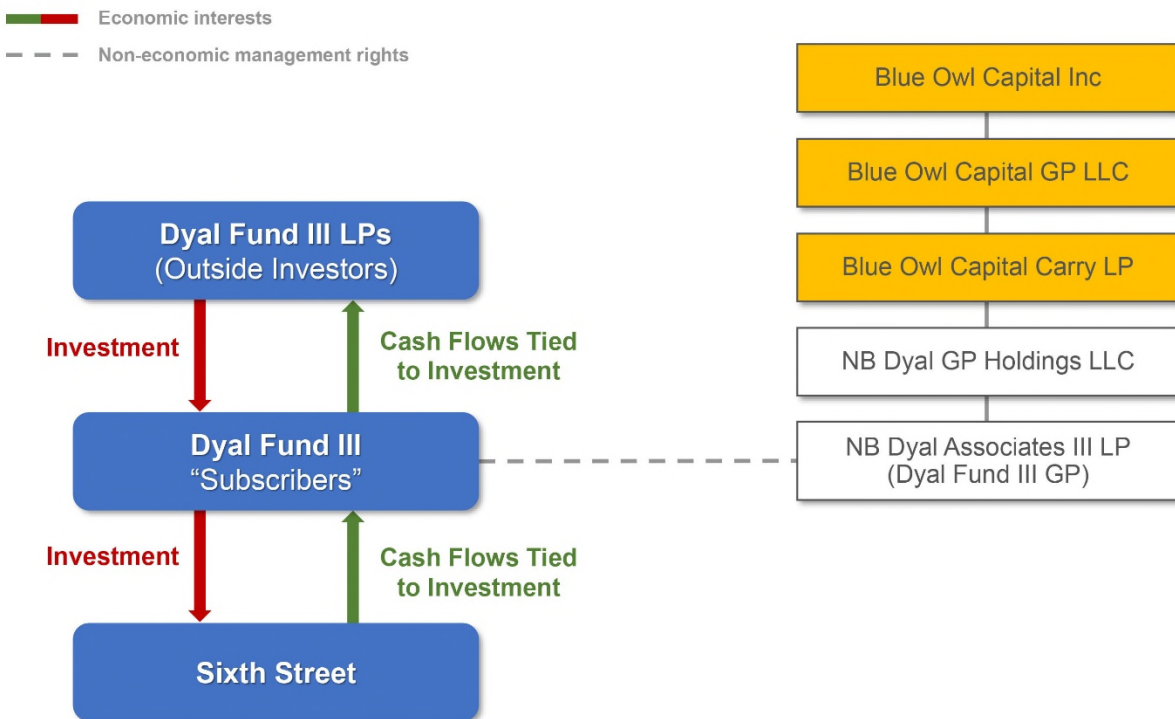 Economic interests
Non-economic management rights
Blue Owl Capital Inc
Blue Owl Capital GP LLC
Blue Owl Capital Carry LP
NB Dyal GP Holdings LLC
NB Dyal Associates III LP
(Dyal Fund III GP)
Dyal Fund III LPs
(Outside Investors)
Investment
Cash Flows Tied
to Investment
Dyal Fund III
“Subscribers”
Investment
Cash Flows Tied
to Investment
Sixth Street